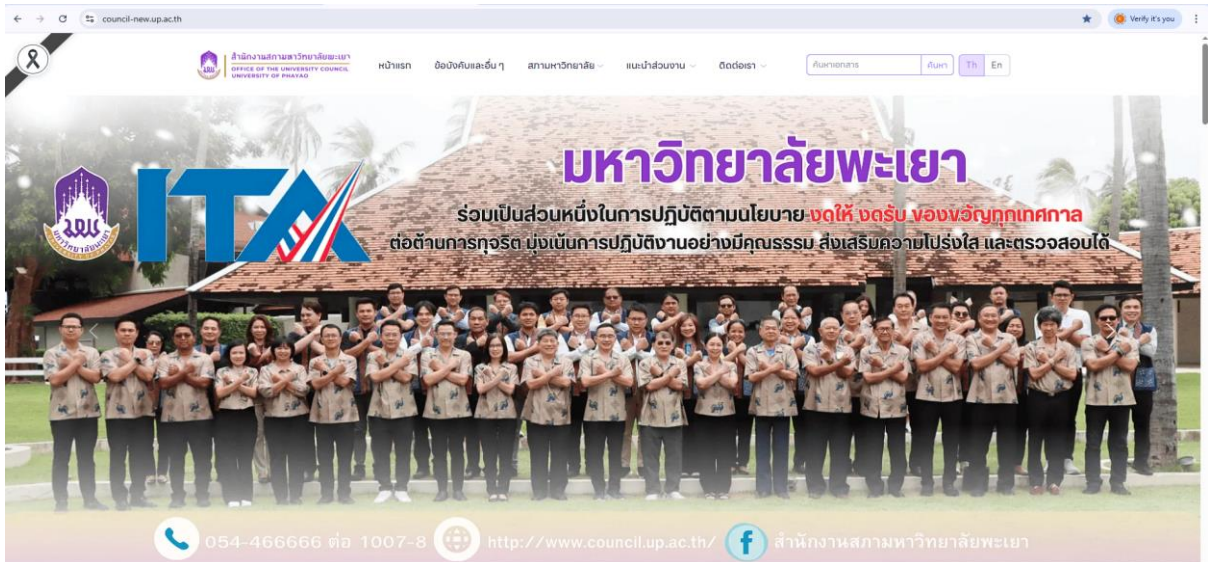 council-new.up.ac.th
Verify it's you
สำนักงานสภามหาวิทยาลัยพะเยา
OFFICE OF THE UNIVERSITY COUNCIL
UNIVERSITY OF PHAYAO
หน้าแรก ข้อบังคับและอื่น ๆ สภามหาวิทยาลัย แนะนำส่วนงาน ติดต่อเรา
ค้นหาเอกสาร ค้นหา Th En
มหาวิทยาลัยพะเยา
ITA
ร่วมเป็นส่วนหนึ่งในการปฏิบัติตามนโยบาย งดให้ งดรับ ของขวัญทุกเทศกาล
ต่อต้านการทุจริต มุ่งเน้นการปฏิบัติงานอย่างมีคุณธรรม ส่งเสริมความโปร่งใส และตรวจสอบได้
มหาวิทยาลัยพะเยา
054-466666 ต่อ 1007-8 http://www.council.up.ac.th/ สำนักงานสภามหาวิทยาลัยพะเยา